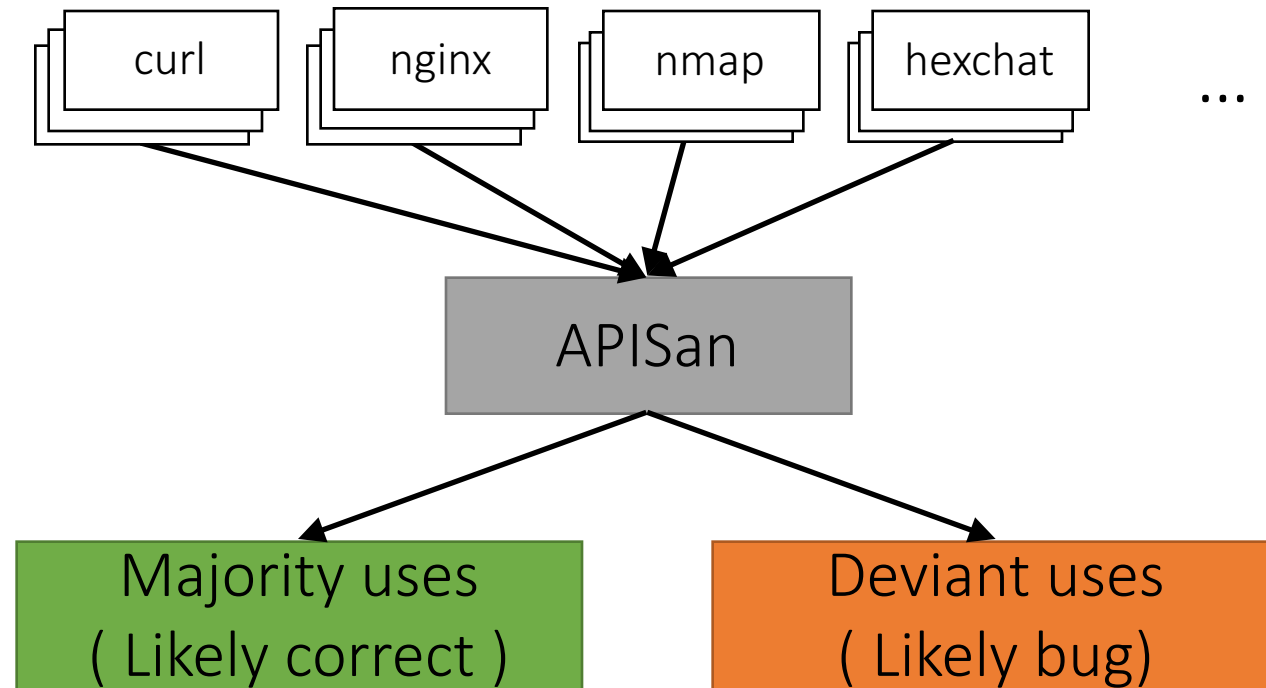 curl
nginx
nmap
hexchat
...
APISan
Majority uses
( Likely correct )
Deviant uses
( Likely bug)